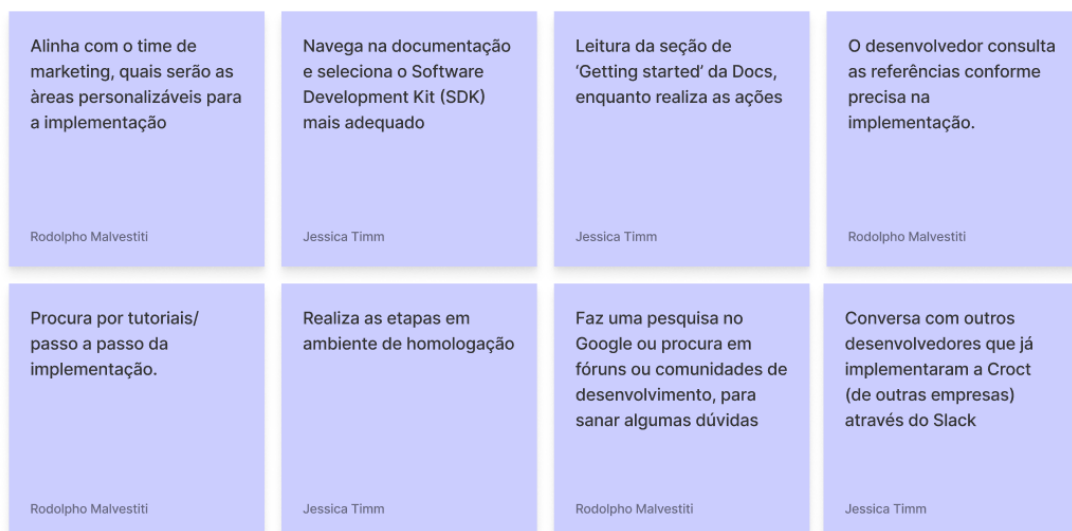 Alinha com o time de
marketing, quais serão as
àreas personalizáveis para
a implementação
Rodolpho Malvestiti
Navega na documentação
e seleciona o Software
Development Kit (SDK)
mais adequado
Jessica Timm
Leitura da seção de
‘Getting started’ da Docs,
enquanto realiza as ações
Jessica Timm
O desenvolvedor consulta
as referências conforme
precisa na
implementação.
Rodolpho Malvestiti
Procura por tutoriais/
passo a passo da
implementação.
Rodolpho Malvestiti
Realiza as etapas em
ambiente de homologação
Jessica Timm
Faz uma pesquisa no
Google ou procura em
fóruns ou comunidades de
desenvolvimento, para
sanar algumas dúvidas
Rodolpho Malvestiti
Conversa com outros
desenvolvedores que já
implementaram a Croct
(de outras empresas)
através do Slack
Jessica Timm